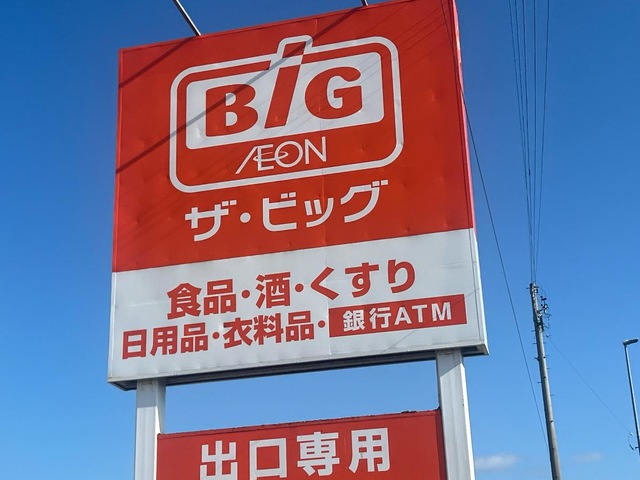 BIG
ÆON
ザ・ビッグ
食品・酒・くすり
日用品・衣料品・銀行ATM
出口専用